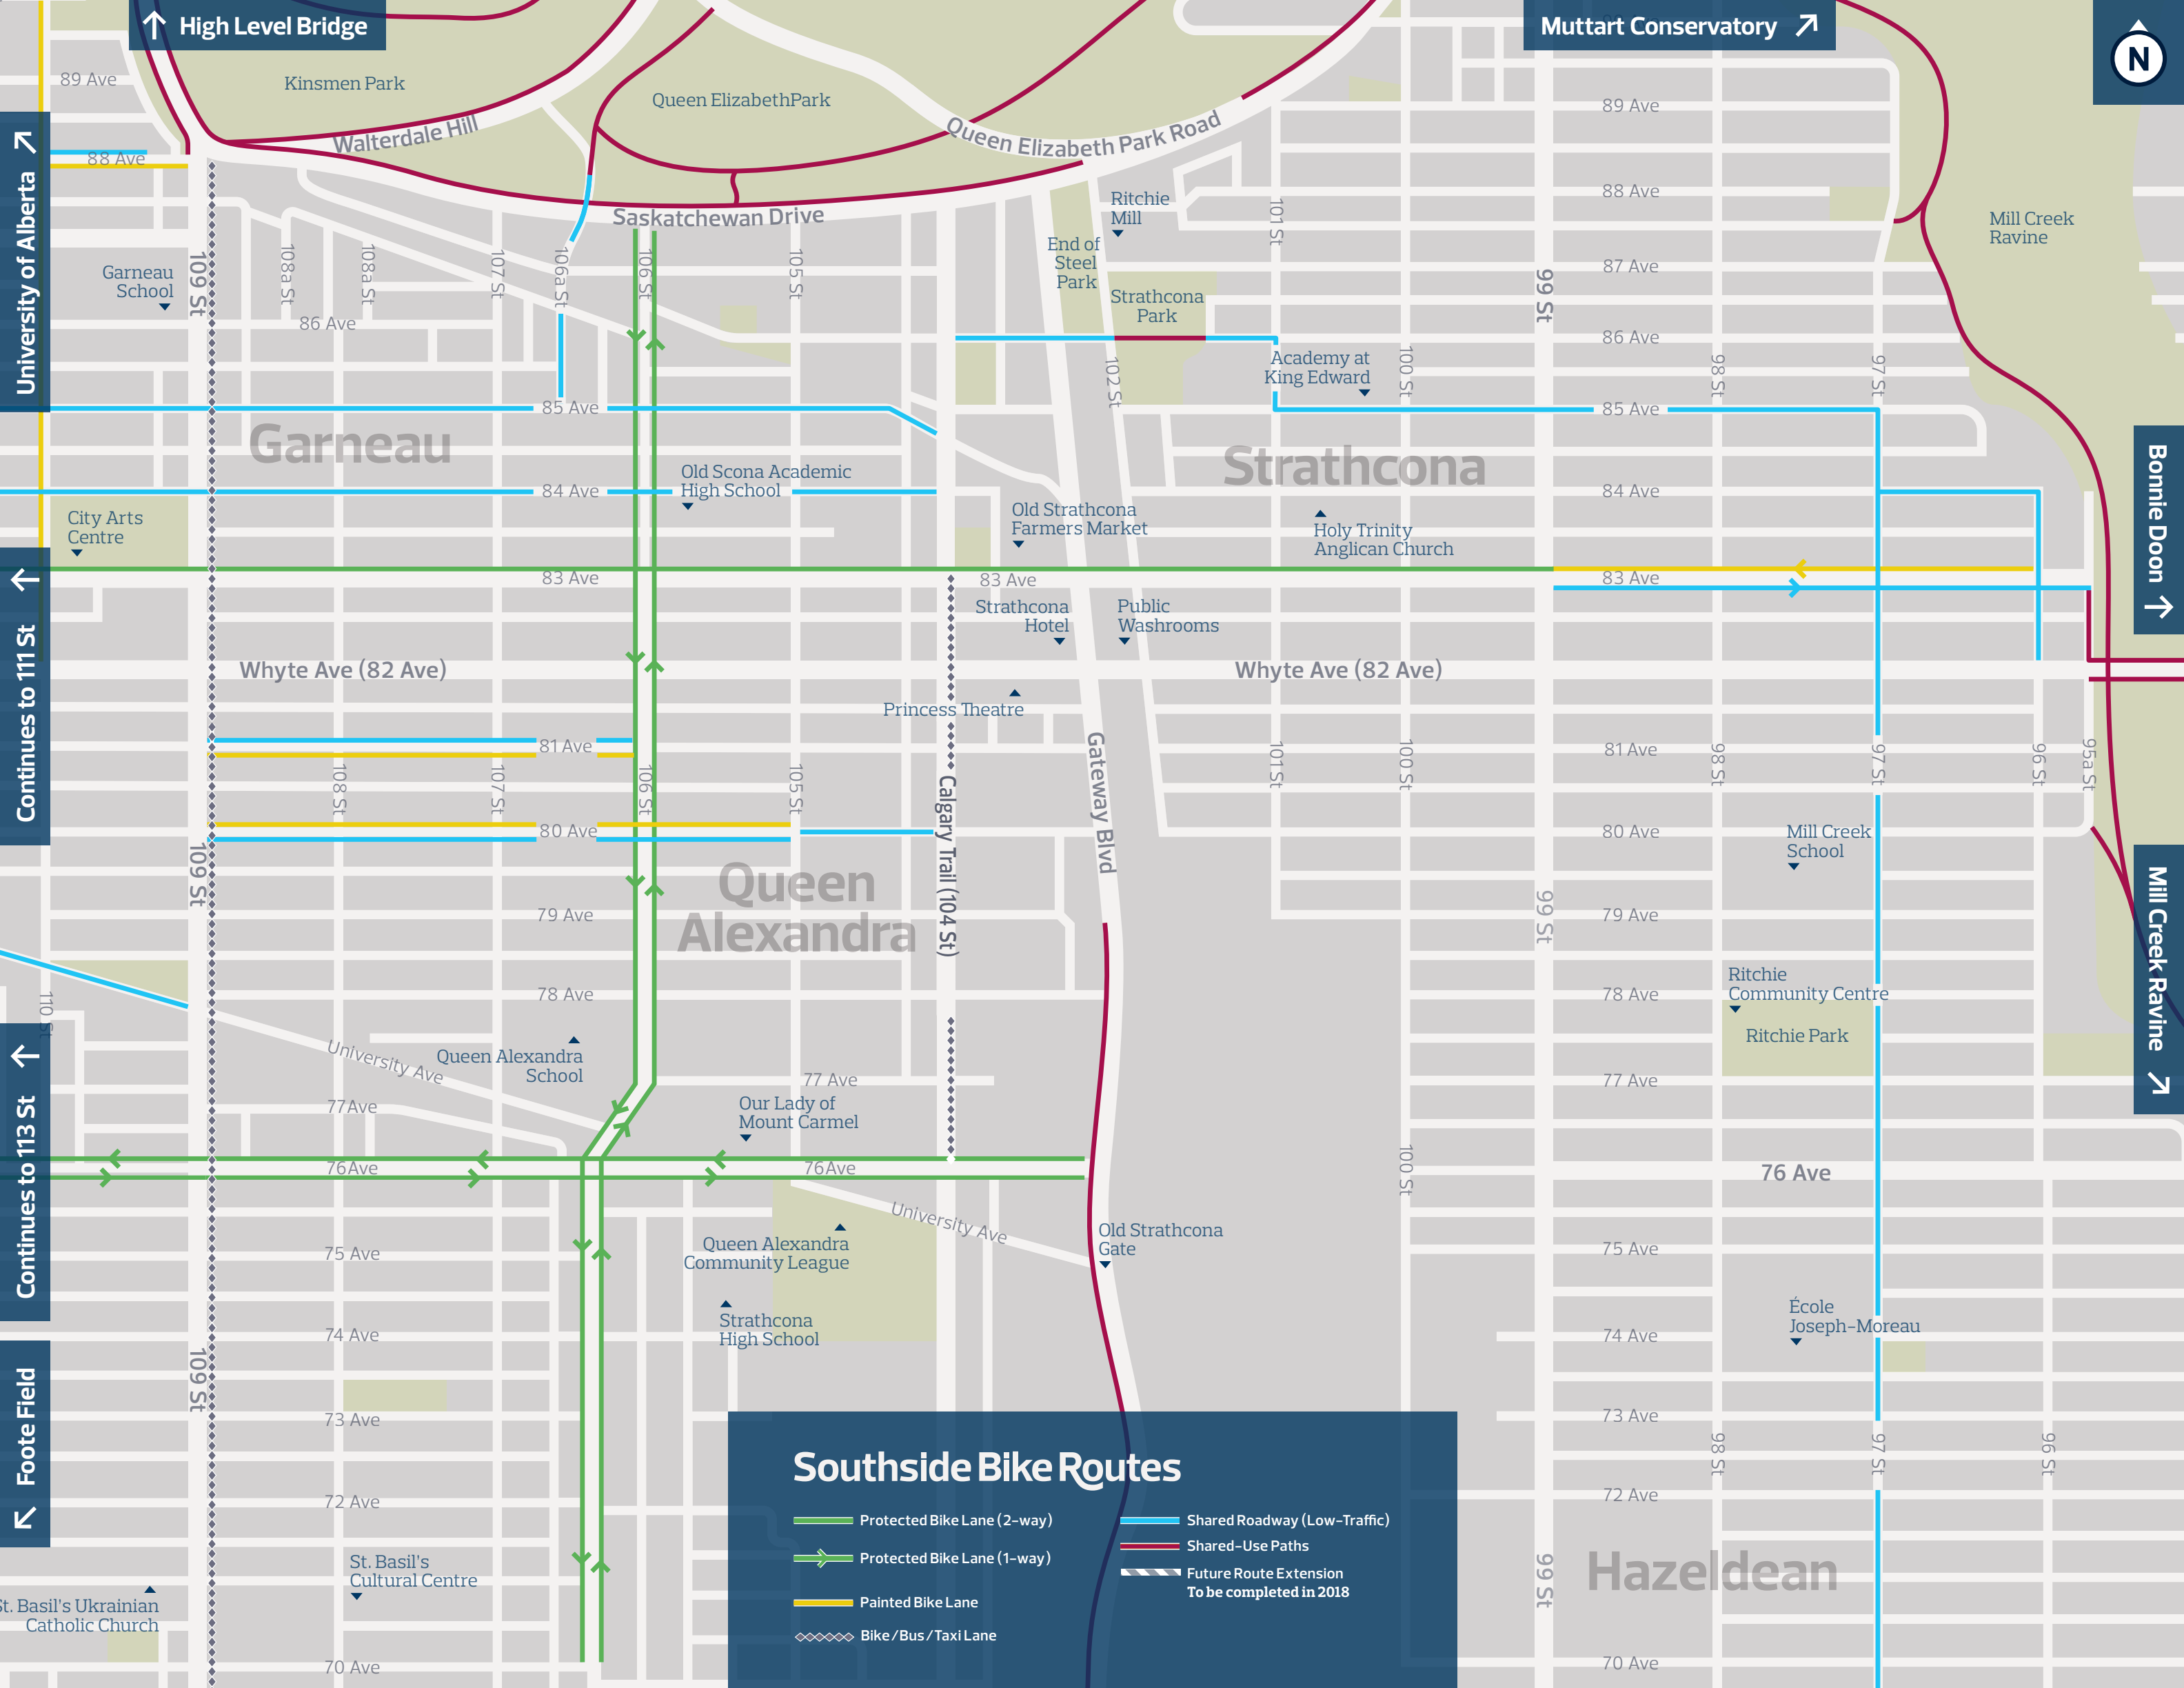 High Level Bridge
Muttart Conservatory
N
Kinsmen Park
Queen ElizabethPark
Walterdale Hill
Queen Elizabeth Park Road
Saskatchewan Drive
89 Ave
88 Ave
University of Alberta
Garneau
School
109 St
108a St
108a St
107 St
106a St
106 St
105 St
86 Ave
85 Ave
Garneau
84 Ave
Old Scona Academic
High School
City Arts
Centre
83 Ave
Continues to 111 St
Whyte Ave (82 Ave)
Ritchie
Mill
End of
Steel
Park
Strathcona
Park
102 St
101 St
Academy at
King Edward
100 St
99 St
98 St
97 St
89 Ave
88 Ave
87 Ave
86 Ave
85 Ave
Mill Creek
Ravine
Strathcona
84 Ave
Old Strathcona
Farmers Market
Holy Trinity
Anglican Church
83 Ave
83 Ave
Strathcona
Hotel
Public
Washrooms
Whyte Ave (82 Ave)
Bonnie Doon
Princess Theatre
81 Ave
80 Ave
108 St
107 St
106 St
105 St
109 St
Calgary Trail (104 St)
Gateway Blvd
101 St
100 St
81 Ave
98 St
97 St
96 St
95a St
80 Ave
Mill Creek
School
Queen
Alexandra
79 Ave
99 St
79 Ave
Mill Creek Ravine
78 Ave
78 Ave
Ritchie
Community Centre
Ritchie Park
110 St
University Ave
Queen Alexandra
School
77 Ave
77 Ave
77Ave
Our Lady of
Mount Carmel
Continues to 113 St
76Ave
76Ave
100 St
76 Ave
University Ave
Old Strathcona
Gate
75 Ave
Queen Alexandra
Community League
75 Ave
Strathcona
High School
74 Ave
École
Joseph-Moreau
74 Ave
109 St
73 Ave
73 Ave
Foote Field
72 Ave
98 St
97 St
96 St
72 Ave
St. Basil's
Cultural Centre
St. Basil's Ukrainian
Catholic Church
70 Ave
99 St
Hazeldean
70 Ave
Southside Bike Routes
Protected Bike Lane (2-way)
Protected Bike Lane (1-way)
Painted Bike Lane
Bike/Bus/Taxi Lane
Shared Roadway (Low-Traffic)
Shared-Use Paths
Future Route Extension
To be completed in 2018